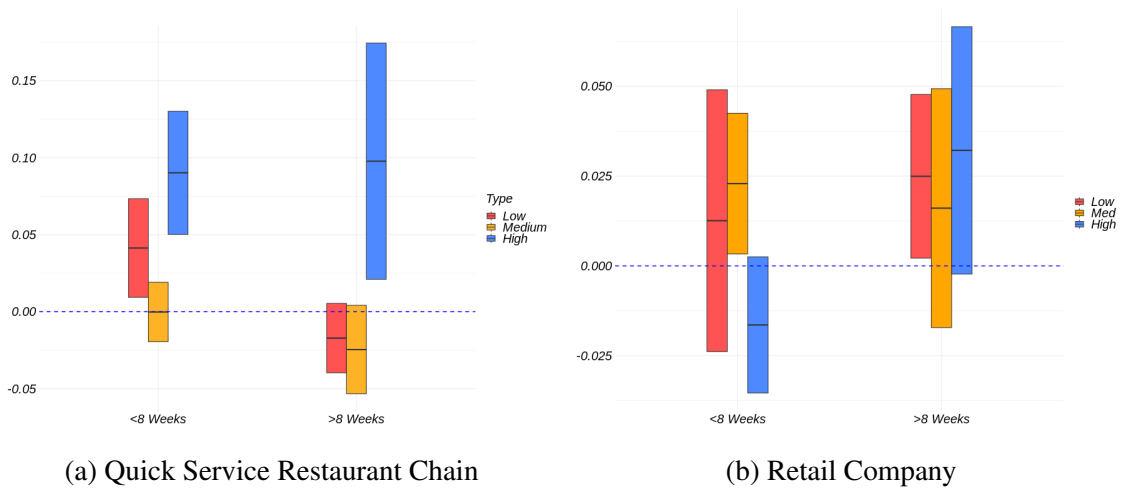 0.15
0.10
0.05
0.00
-0.05
<8 Weeks
>8 Weeks
Type
Low
Medium
High
(a) Quick Service Restaurant Chain
0.050
0.025
0.000
-0.025
<8 Weeks
>8 Weeks
Low
Med
High
(b) Retail Company